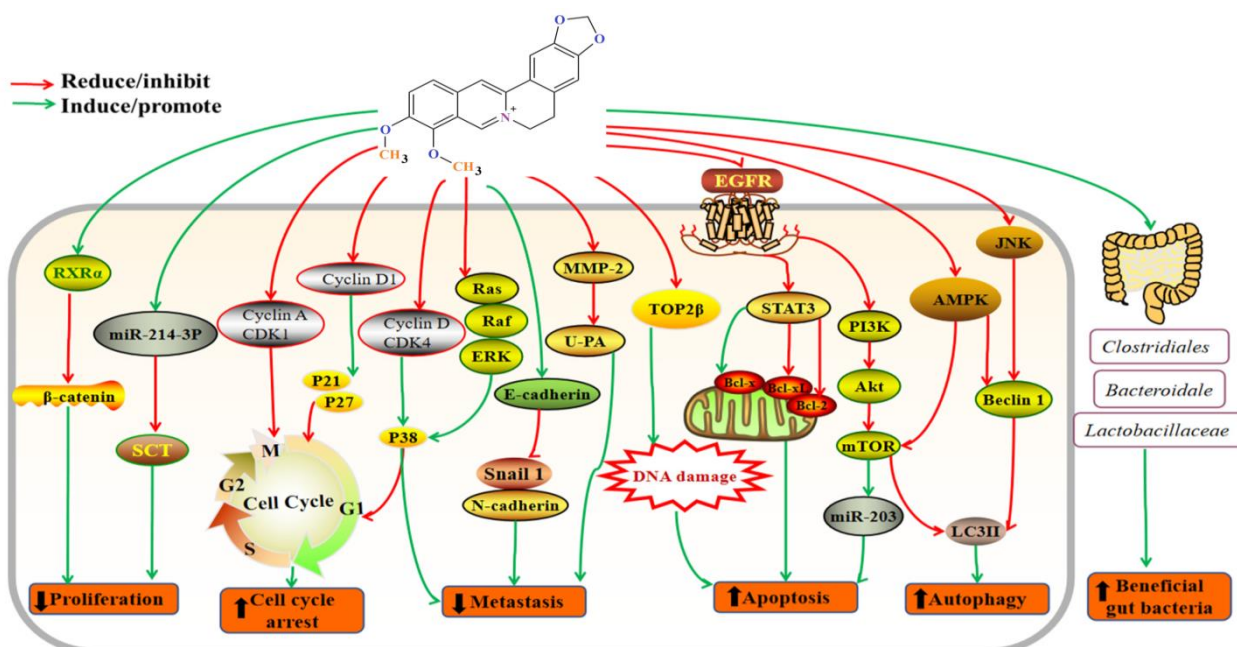 Reduce/inhibit
Induce/promote
O
O
N
+
O
CH3
O
CH3
EGFR
RXRα
miR-214-3P
β-catenin
SCT
Cyclin A
CDK1
Cyclin D1
P21
P27
Cyclin D
CDK4
P38
Ras
Raf
ERK
E-cadherin
Snail 1
N-cadherin
MMP-2
U-PA
TOP2β
DNA damage
STAT3
Bcl-x
Bcl-xL
Bcl-2
PI3K
Akt
mTOR
miR-203
JNK
AMPK
Beclin 1
LC3II
M
G2
Cell Cycle
G1
S
Clostridiales
Bacteroidale
Lactobacillaceae
Proliferation
Cell cycle
arrest
Metastasis
Apoptosis
Autophagy
Beneficial
gut bacteria